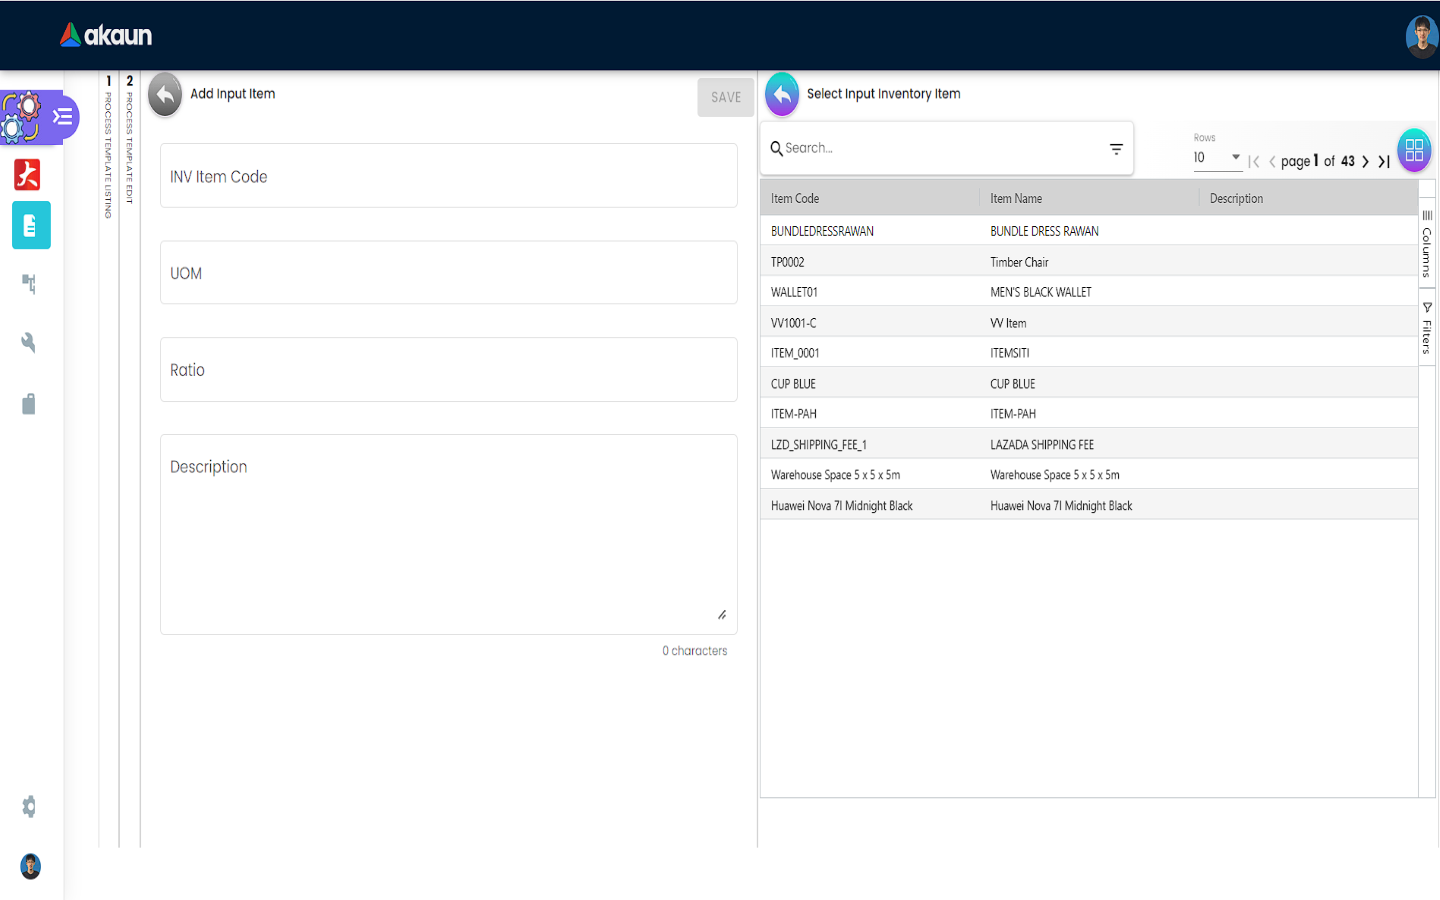 akaun
1 PROCESS TEMPLATE LISTING
2 PROCESS TEMPLATE EDIT
Add Input Item
SAVE
INV Item Code
UOM
Ratio
Description
0 characters
Select Input Inventory Item
Search...
Rows
10
page 1 of 43
Item Code Item Name Description
BUNDLEDRESSRAWAN BUNDLE DRESS RAWAN
TP0002 Timber Chair
WALLET01 MEN'S BLACK WALLET
VV1001-C VV Item
ITEM_0001 ITEMSITI
CUP BLUE CUP BLUE
ITEM-PAH ITEM-PAH
LZD_SHIPPING_FEE_1 LAZADA SHIPPING FEE
Warehouse Space 5 x 5 x 5m Warehouse Space 5 x 5 x 5m
Huawei Nova 7I Midnight Black Huawei Nova 7I Midnight Black
Columns
Filters